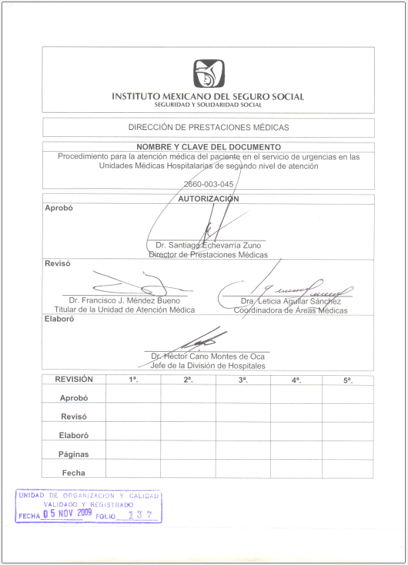 INSTITUTO MEXICANO DEL SEGURO SOCIAL
SEGURIDAD Y SOLIDARIDAD SOCIAL
DIRECCIÓN DE PRESTACIONES MÉDICAS
NOMBRE Y CLAVE DEL DOCUMENTO
Procedimiento para la atención médica del paciente en el servicio de urgencias en las
Unidades Médicas Hospitalarias de segundo nivel de atención
2660-003-045
AUTORIZACIÓN
Aprobó
Dr. Santiago Echevarría Zuno
Director de Prestaciones Médicas
Revisó
Dr. Francisco J. Méndez Bueno
Titular de la Unidad de Atención Médica
Dra. Leticia Aguilar Sánchez
Coordinadora de Áreas Médicas
Elaboró
Dr. Héctor Cano Montes de Oca
Jefe de la División de Hospitales
REVISIÓN 1ª. 2ª. 3ª. 4ª. 5ª.
Aprobó
Revisó
Elaboró
Páginas
Fecha
UNIDAD DE ORGANIZACION Y CALIDAD
VALIDADO Y REGISTRADO
FECHA 05 NOV 2009 FOLIO 137